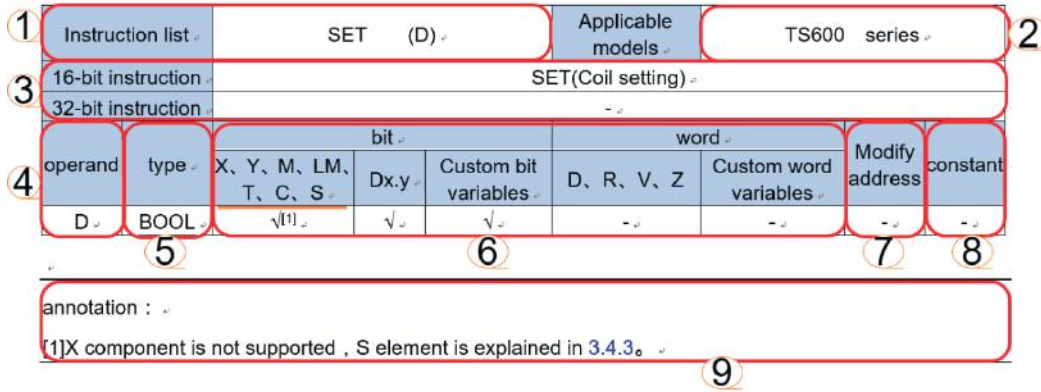 ① Instruction list SET (D) Applicable models TS600 series ②
③ 16-bit instruction SET(Coil setting)
32-bit instruction -
④ operand type bit word Modify address constant
X、Y、M、LM、T、C、S Dx.y Custom bit variables D、R、V、Z Custom word variables
D BOOL √[1] √ √ - - - -
⑤ ⑥ ⑦ ⑧
annotation：
[1]X component is not supported，S element is explained in 3.4.3。
⑨